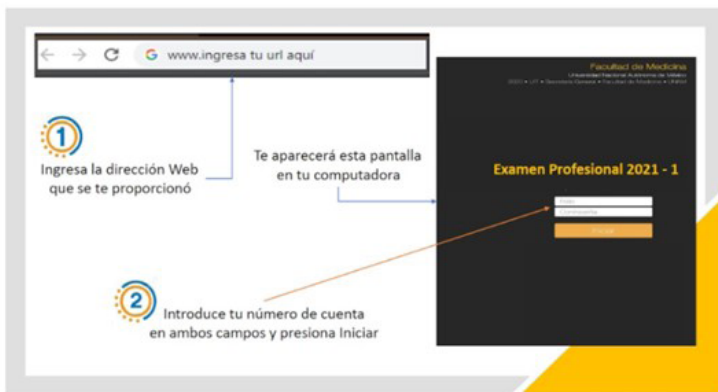 www.ingresa tu url aquí
1
Ingresa la dirección Web
que se te proporcionó
Te aparecerá esta pantalla
en tu computadora
Facultad de Medicina
Universidad Nacional Autónoma de México
Examen Profesional 2021 - 1
Iniciar
2
Introduce tu número de cuenta
en ambos campos y presiona Iniciar